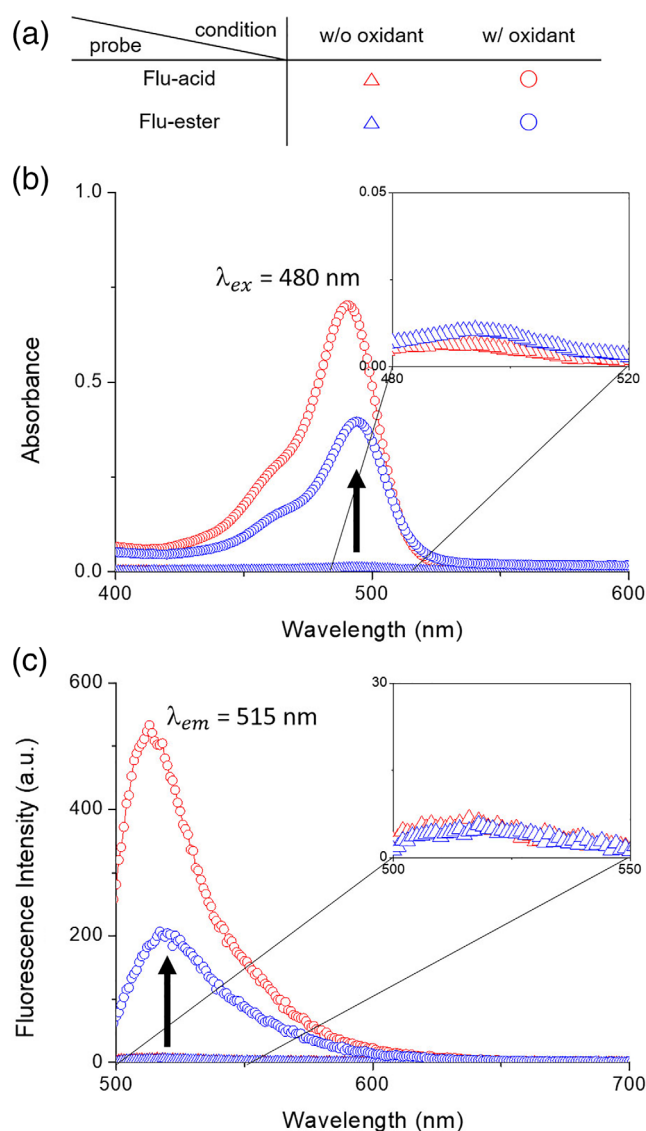 (a)
condition
probe
w/o oxidant
w/ oxidant
Flu-acid
Flu-ester
(b)
1.0
0.5
0.0
Absorbance
λex = 480 nm
0.05
0.00
480
520
400
500
600
Wavelength (nm)
(c)
600
400
200
0
Fluorescence Intensity (a.u.)
λem = 515 nm
30
0
500
550
500
600
700
Wavelength (nm)